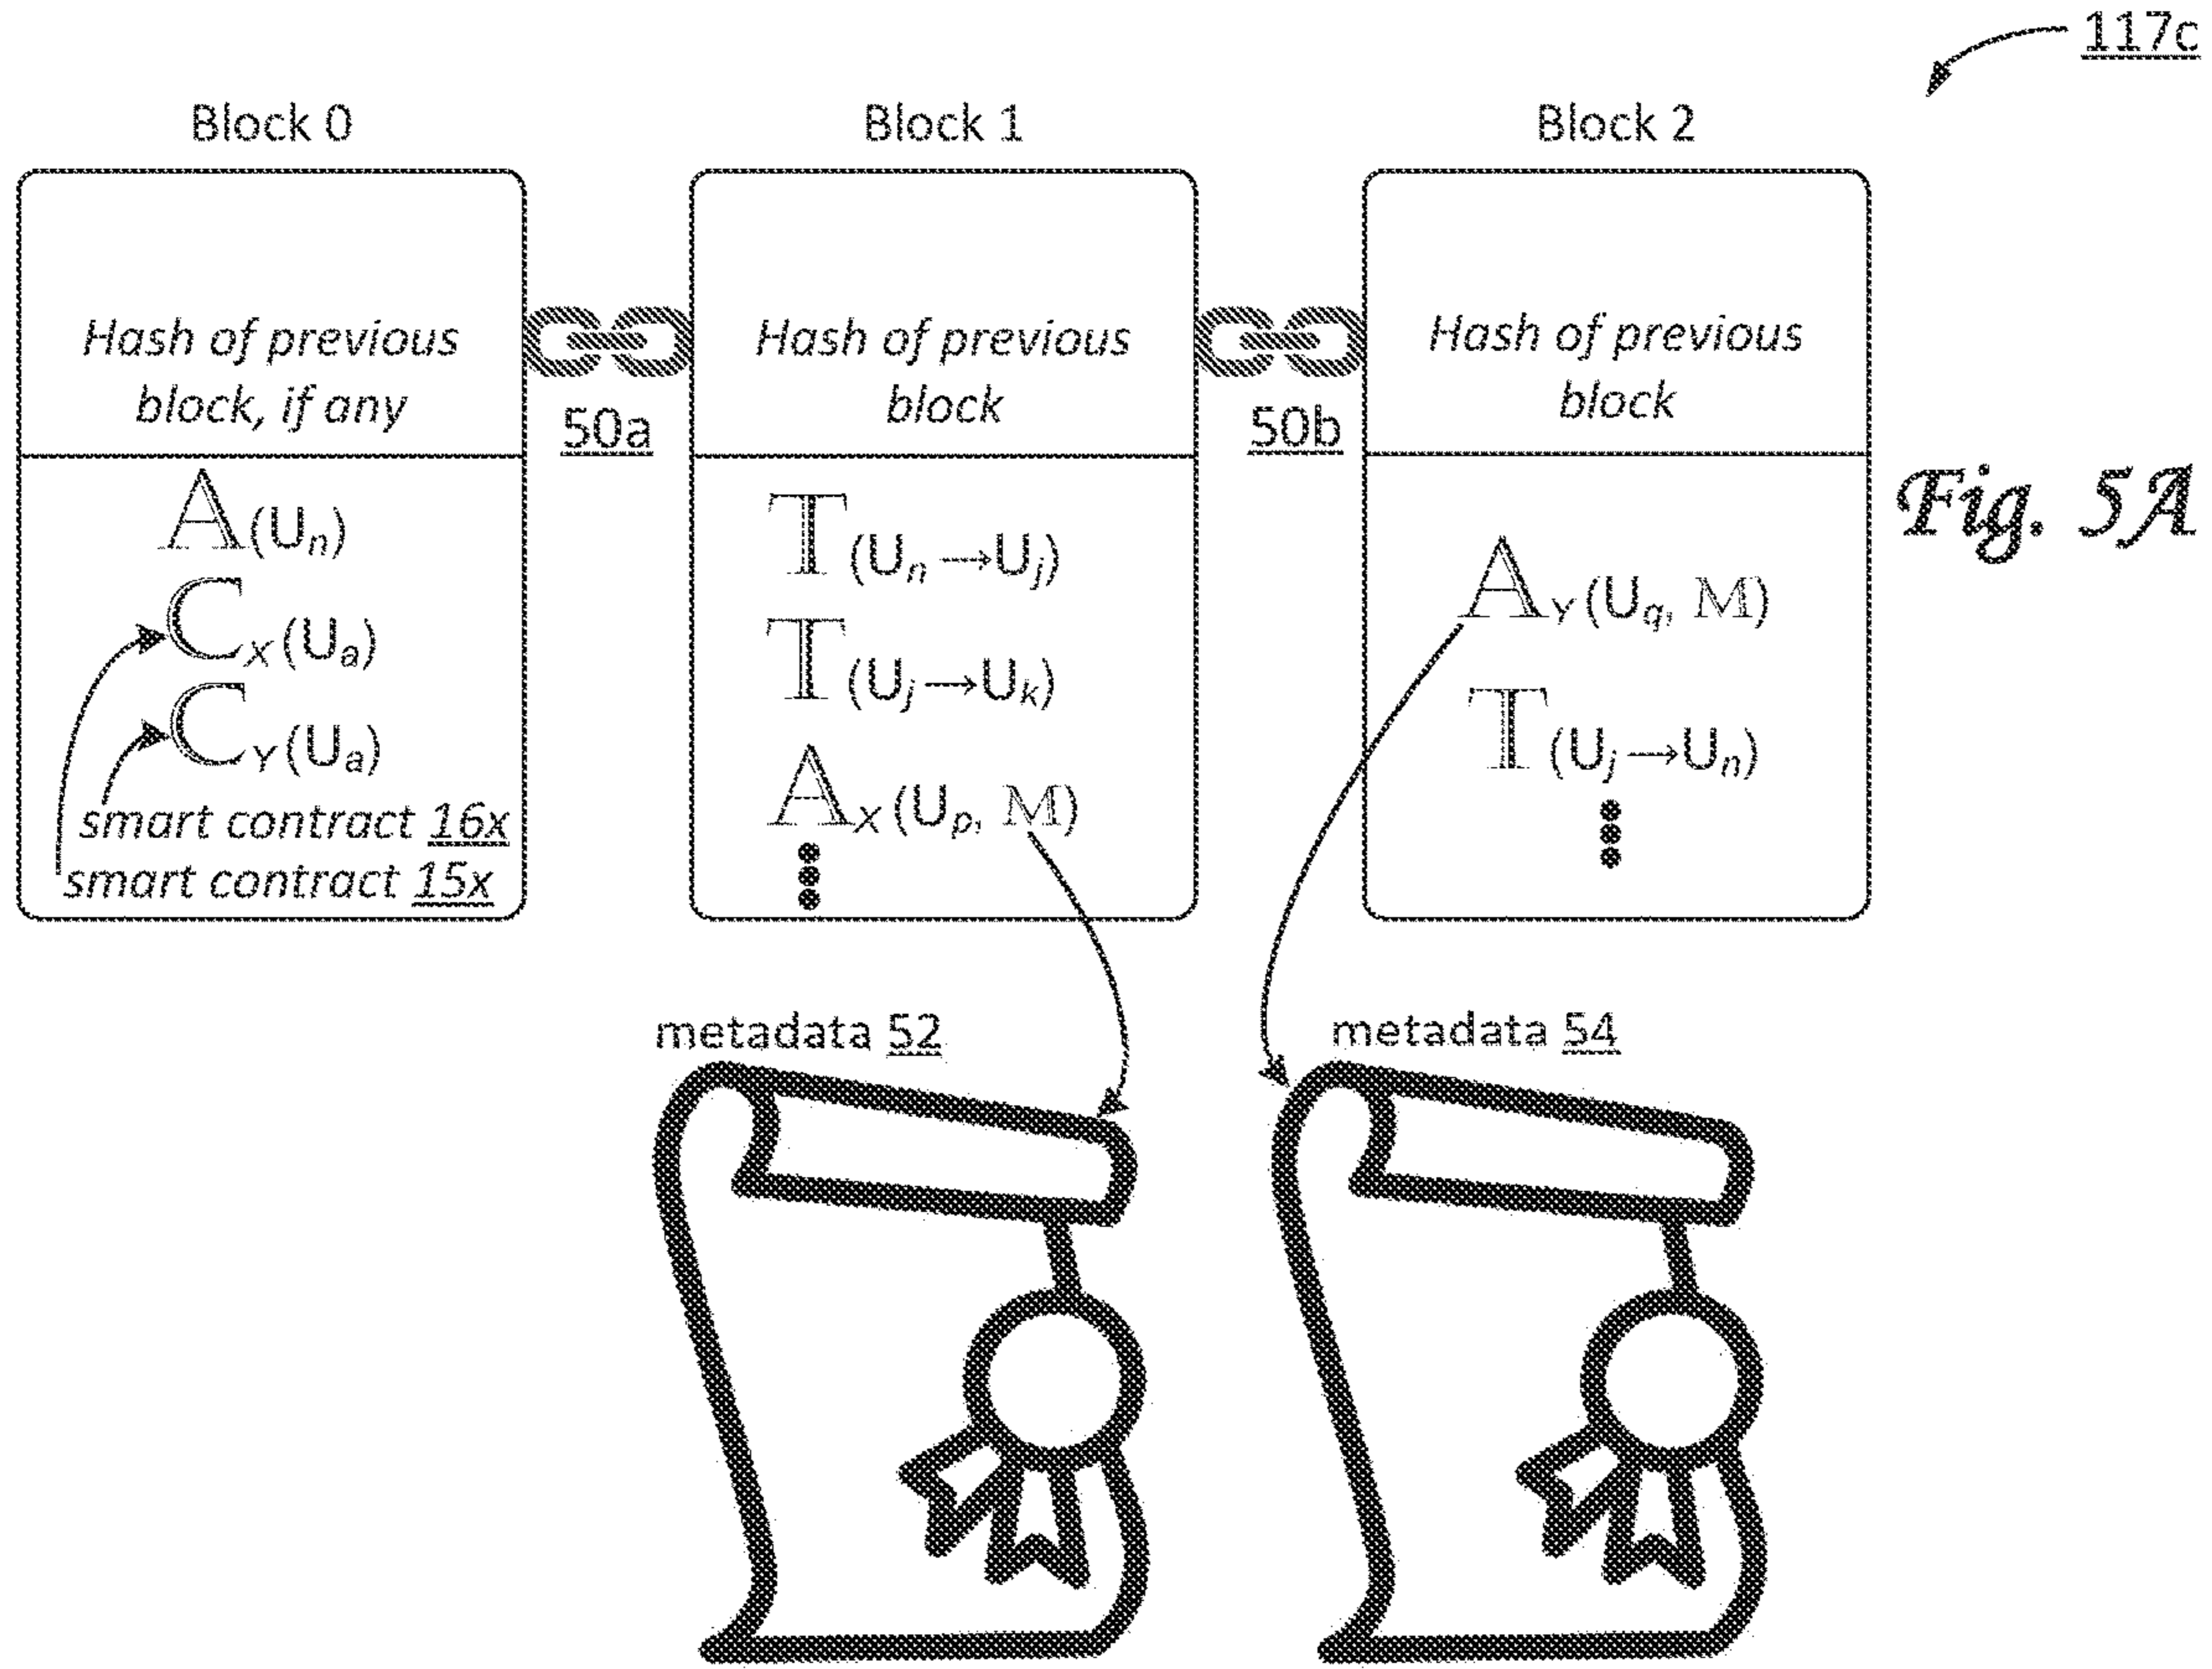 117c
Block 0
Hash of previous
block, if any
A(Un)
CX(Ua)
CY(Ua)
smart contract 16x
smart contract 15x
50a
Block 1
Hash of previous
block
T(Un→Uj)
T(Uj→Uk)
AX(Up, M)
50b
Block 2
Hash of previous
block
AY(Uq, M)
T(Uj→Un)
Fig. 5A
metadata 52
metadata 54